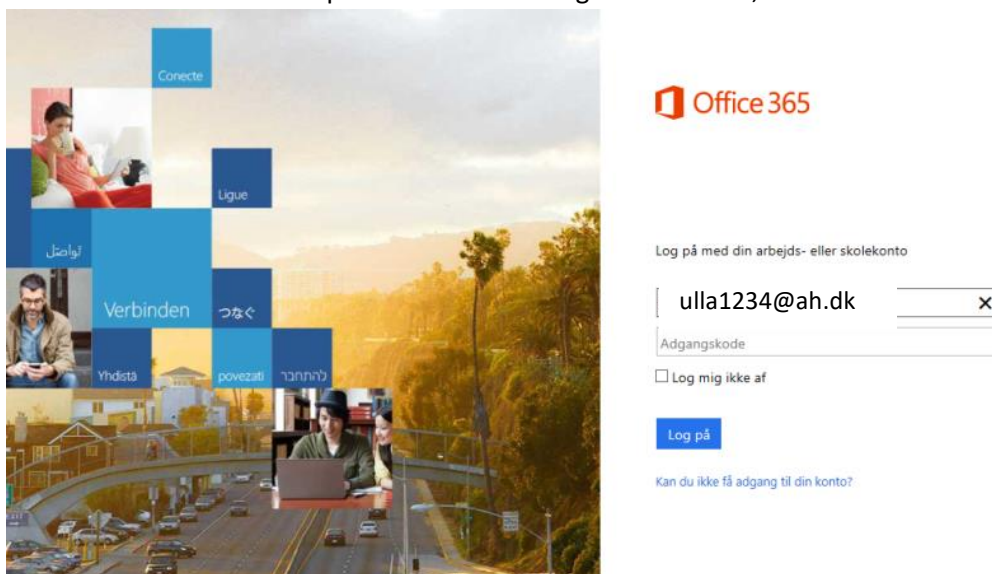 Conecte
Ligue
تواصل
Verbinden
つなぐ
Yhdistä
povezati
להתחבר
Office 365
Log på med din arbejds- eller skolekonto
ulla1234@ah.dk
Adgangskode
Log mig ikke af
Log på
Kan du ikke få adgang til din konto?